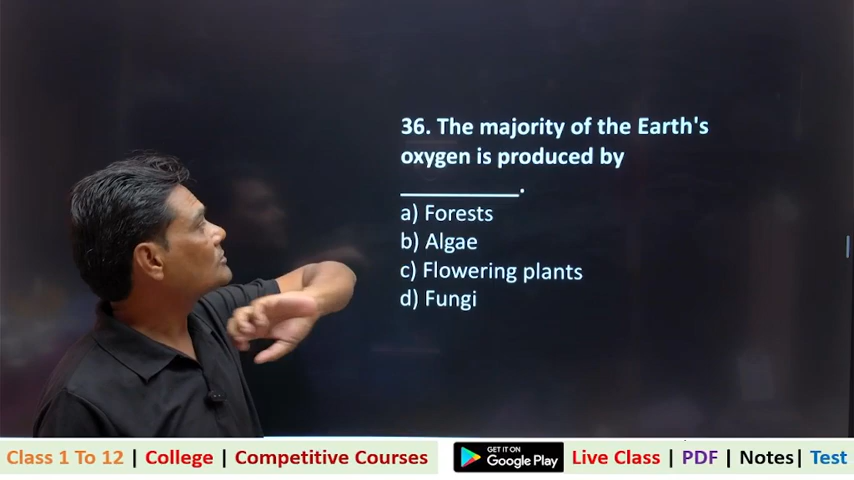 36. The majority of the Earth's
oxygen is produced by
____________.
a) Forests
b) Algae
c) Flowering plants
d) Fungi
Class 1 To 12 | College | Competitive Courses
GET IT ON
Google Play
Live Class | PDF | Notes| Test